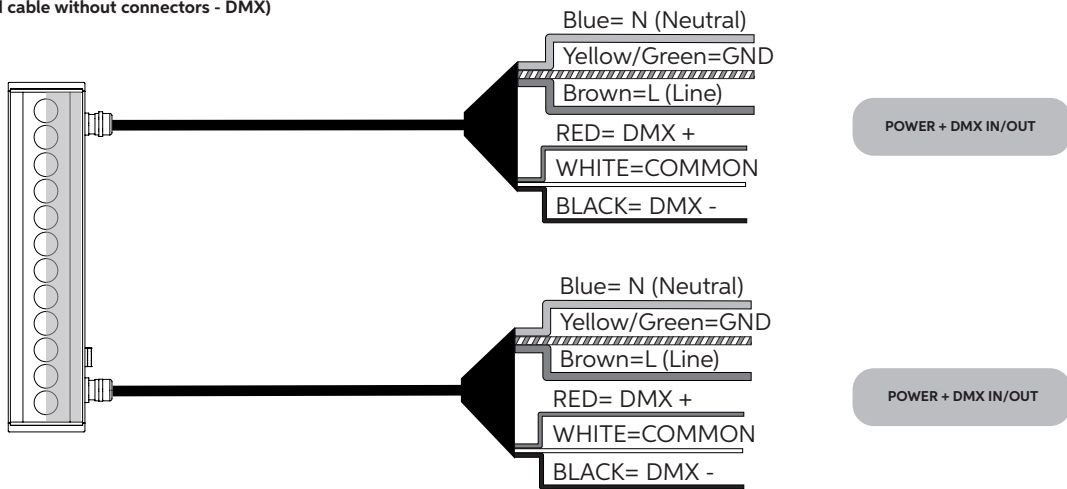 cable without connectors - DMX)
Blue= N (Neutral)
Yellow/Green=GND
Brown=L (Line)
RED= DMX +
WHITE=COMMON
BLACK= DMX -
POWER + DMX IN/OUT
Blue= N (Neutral)
Yellow/Green=GND
Brown=L (Line)
RED= DMX +
WHITE=COMMON
BLACK= DMX -
POWER + DMX IN/OUT